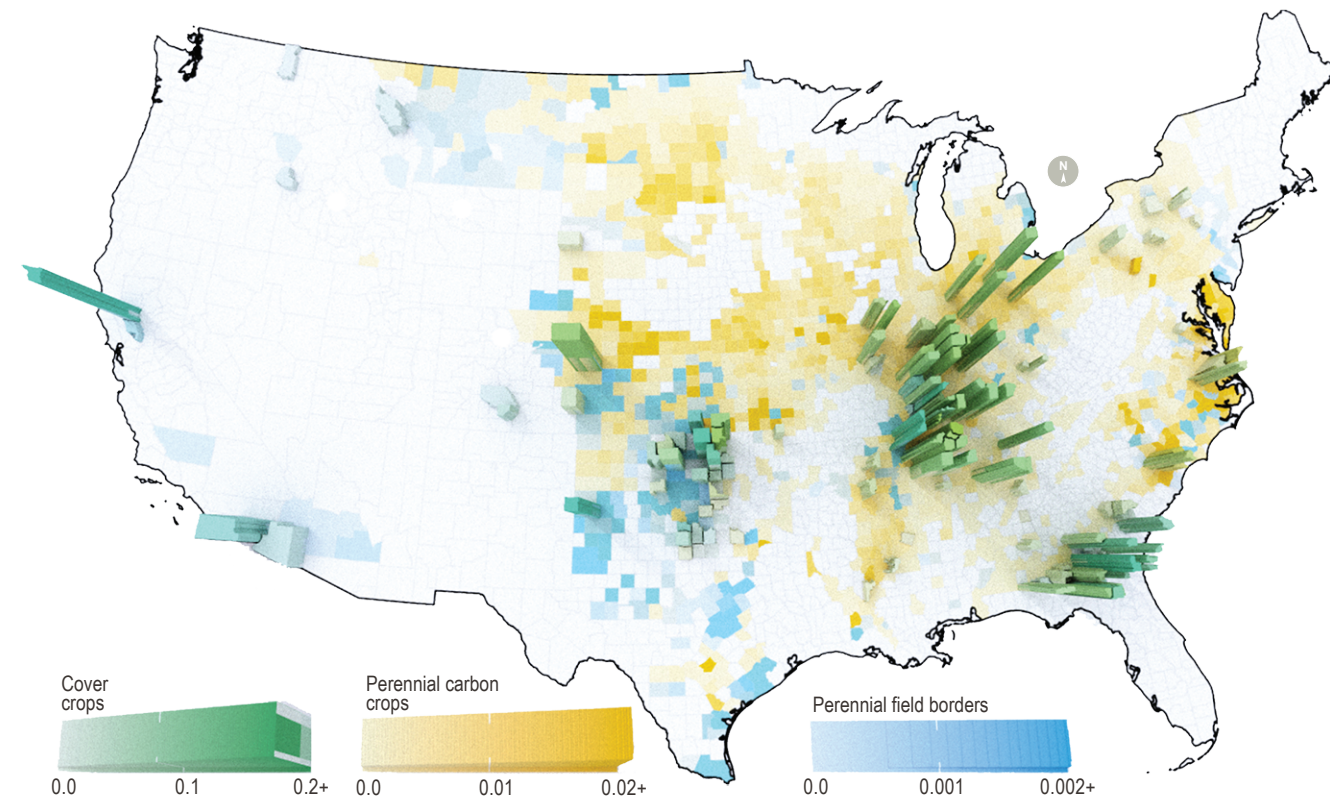 N
Cover
crops
0.0 0.1 0.2+
Perennial carbon
crops
0.0 0.01 0.02+
Perennial field borders
0.0 0.001 0.002+